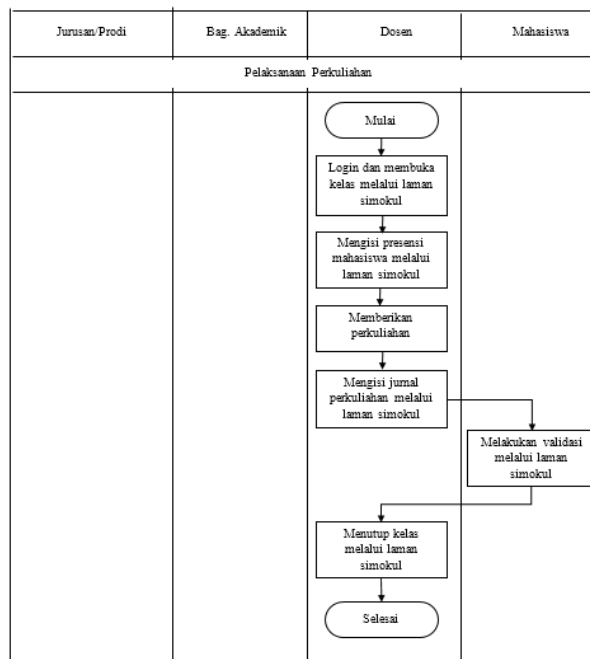 Jurusan/Prodi
Bag. Akademik
Dosen
Mahasiswa
Pelaksanaan Perkuliahan
Mulai
Login dan membuka
kelas melalui laman
simokul
Mengisi presensi
mahasiswa melalui
laman simokul
Memberikan
perkuliahan
Mengisi jurnal
perkuliahan melalui
laman simokul
Melakukan validasi
melalui laman
simokul
Menutup kelas
melalui laman
simokul
Selesai